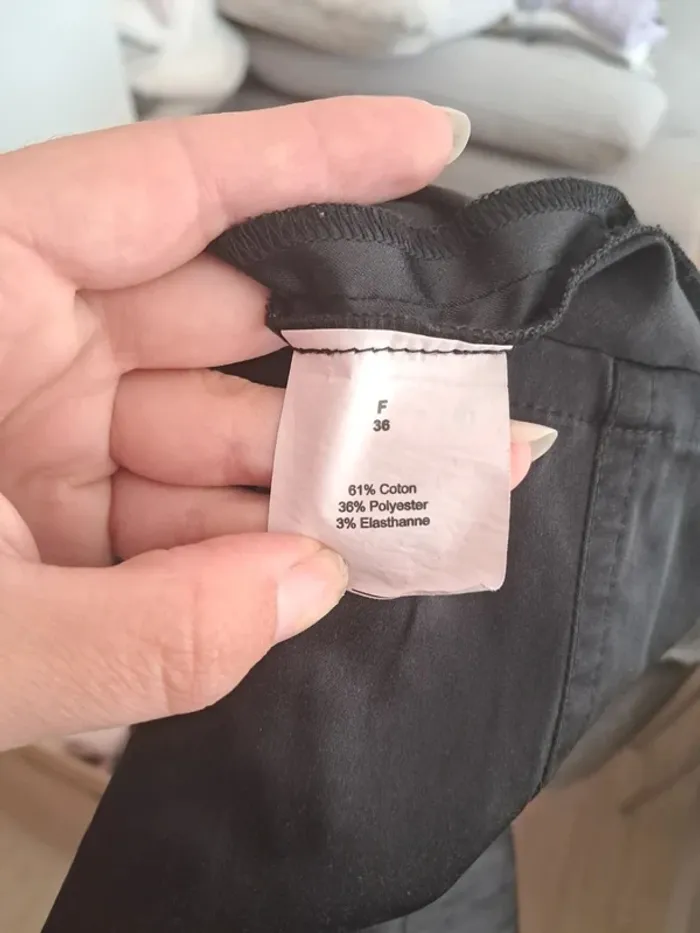 F
36
61% Coton
36% Polyester
3% Elasthanne